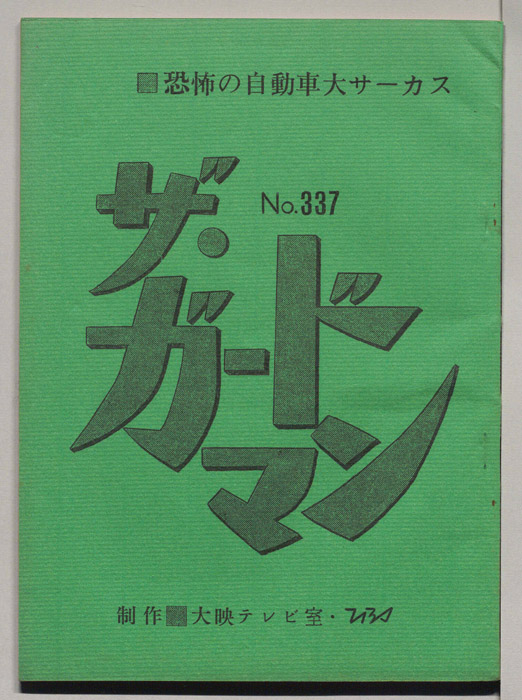 ■恐怖の自動車大サーカス
No.337
ザ・
ガード
マン
制作■大映テレビ室・TBS